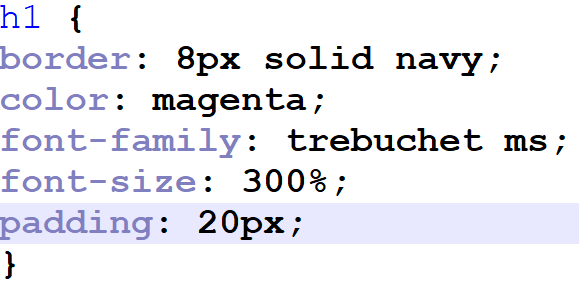 h1 {
border: 8px solid navy;
color: magenta;
font-family: trebuchet ms;
font-size: 300%;
padding: 20px;
}